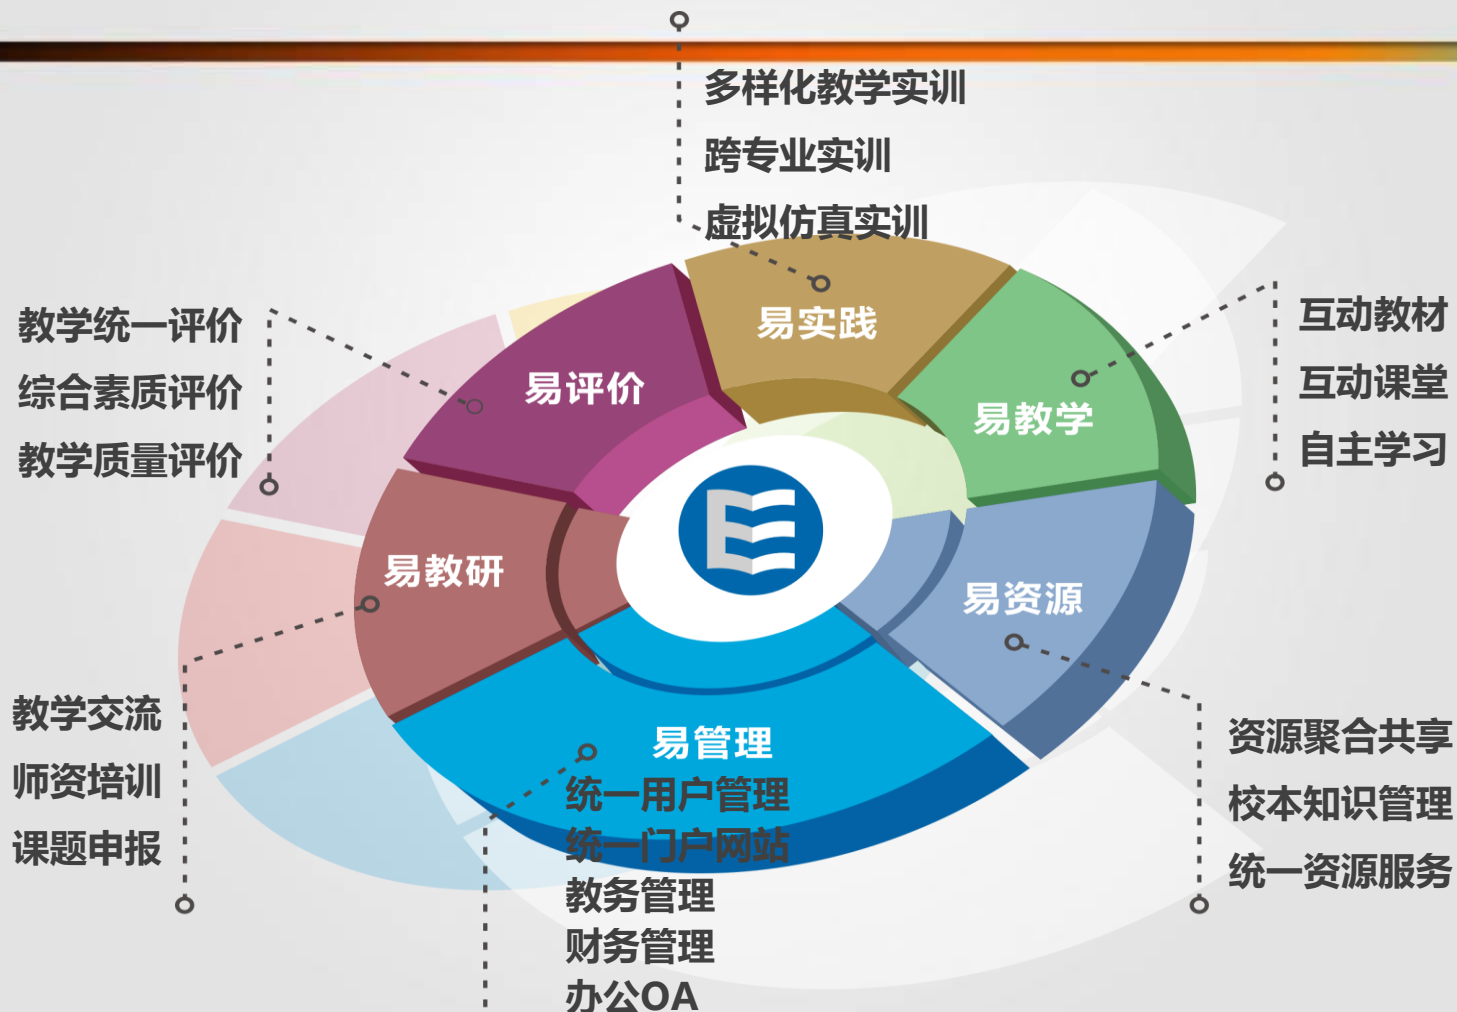 多样化教学实训
跨专业实训
虚拟仿真实训
易实践
教学统一评价
综合素质评价
教学质量评价
易评价
易教学
互动教材
互动课堂
自主学习
易教研
教学交流
师资培训
课题申报
易资源
资源聚合共享
校本知识管理
统一资源服务
易管理
统一用户管理
统一门户网站
教务管理
财务管理
办公OA